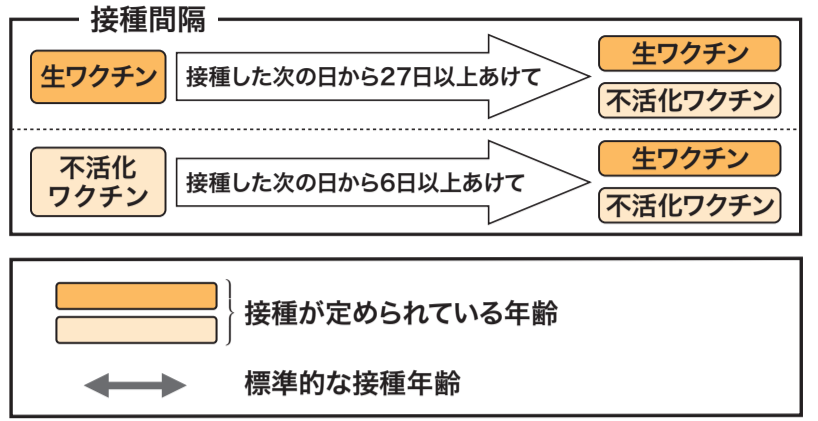 接種間隔
生ワクチン
接種した次の日から27日以上あけて
生ワクチン
不活化ワクチン
不活化
ワクチン
接種した次の日から6日以上あけて
生ワクチン
不活化ワクチン
接種が定められている年齢
標準的な接種年齢